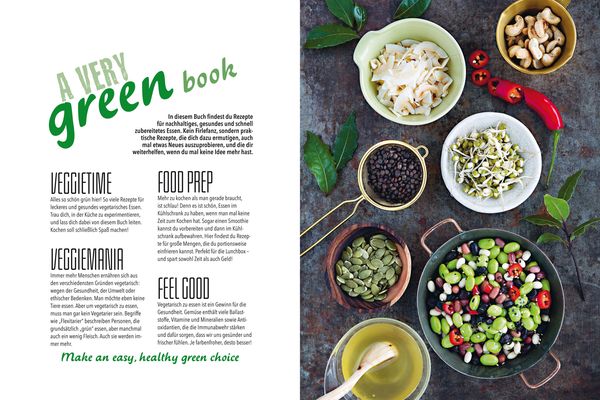 A VERY
green book
In diesem Buch findest du Rezepte
für nachhaltiges, gesundes und schnell
zubereitetes Essen. Kein Firlefanz, sondern prak-
tische Rezepte, die dich dazu ermutigen, auch
mal etwas Neues auszuprobieren, und die dir
weiterhelfen, wenn du mal keine Idee mehr hast.
VEGGIETIME
Alles so schön grün hier! So viele Rezepte für
leckeres und gesundes vegetarisches Essen.
Trau dich, in der Küche zu experimentieren,
und lass dich dabei von diesem Buch leiten.
Kochen soll schließlich Spaß machen!
VEGGIEMANIA
Immer mehr Menschen ernähren sich aus
den verschiedensten Gründen vegetarisch:
wegen der Gesundheit, der Umwelt oder
ethischer Bedenken. Man möchte eben keine
Tiere essen. Aber um vegetarisch zu essen,
muss man gar kein Vegetarier sein. Begriffe
wie „Flexitarier“ beschreiben Personen, die
grundsätzlich „grün“ essen, aber manchmal
auch ein wenig Fleisch. Auch sie werden im-
mer mehr.
FOOD PREP
Mehr zu kochen als man gerade braucht,
ist schlau! Denn es ist schön, Essen im
Kühlschrank zu haben, wenn man mal keine
Zeit zum Kochen hat. Sogar einen Smoothie
kannst du vorbereiten und dann im Kühl-
schrank aufbewahren. Hier findest du Rezep-
te für große Mengen, die du portionsweise
einfrieren kannst. Perfekt für die Lunchbox –
und spart sowohl Zeit als auch Geld!
FEEL GOOD
Vegetarisch zu essen ist ein Gewinn für die
Gesundheit. Gemüse enthält viele Ballast-
stoffe, Vitamine und Mineralien sowie Anti-
oxidantien, die die Immunabwehr stärken
und dafür sorgen, dass wir uns gesünder und
frischer fühlen. Je farbenfroher, desto besser!
Make an easy, healthy green choice